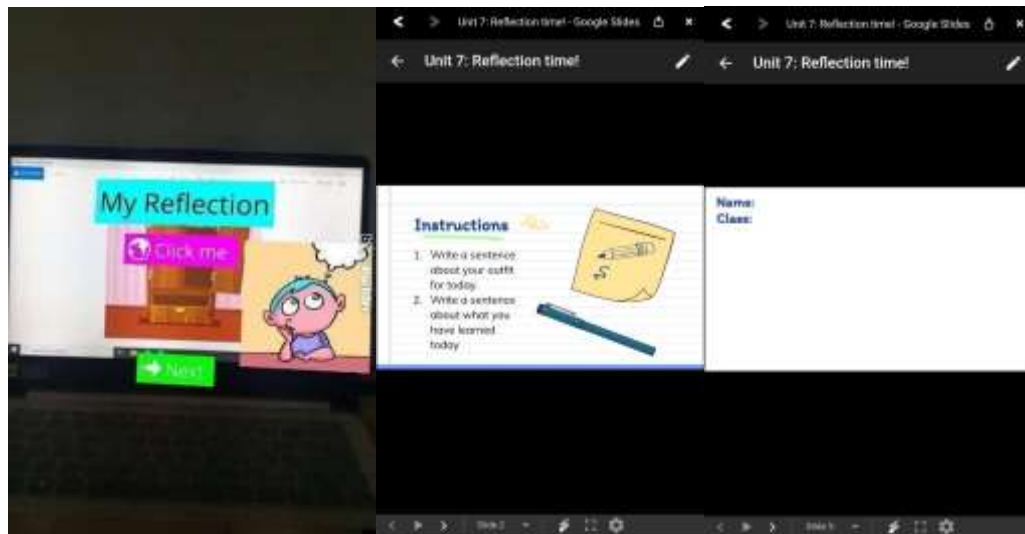 My Reflection
Click me
Next
Unit 7: Reflection time! - Google Slides
Unit 7: Reflection time!
Instructions
1. Write a sentence
about your outfit
for today.
2. Write a sentence
about what you
have learned
today
S
Slide 2
Unit 7: Reflection time! - Google Slides
Unit 7: Reflection time!
Name:
Class: